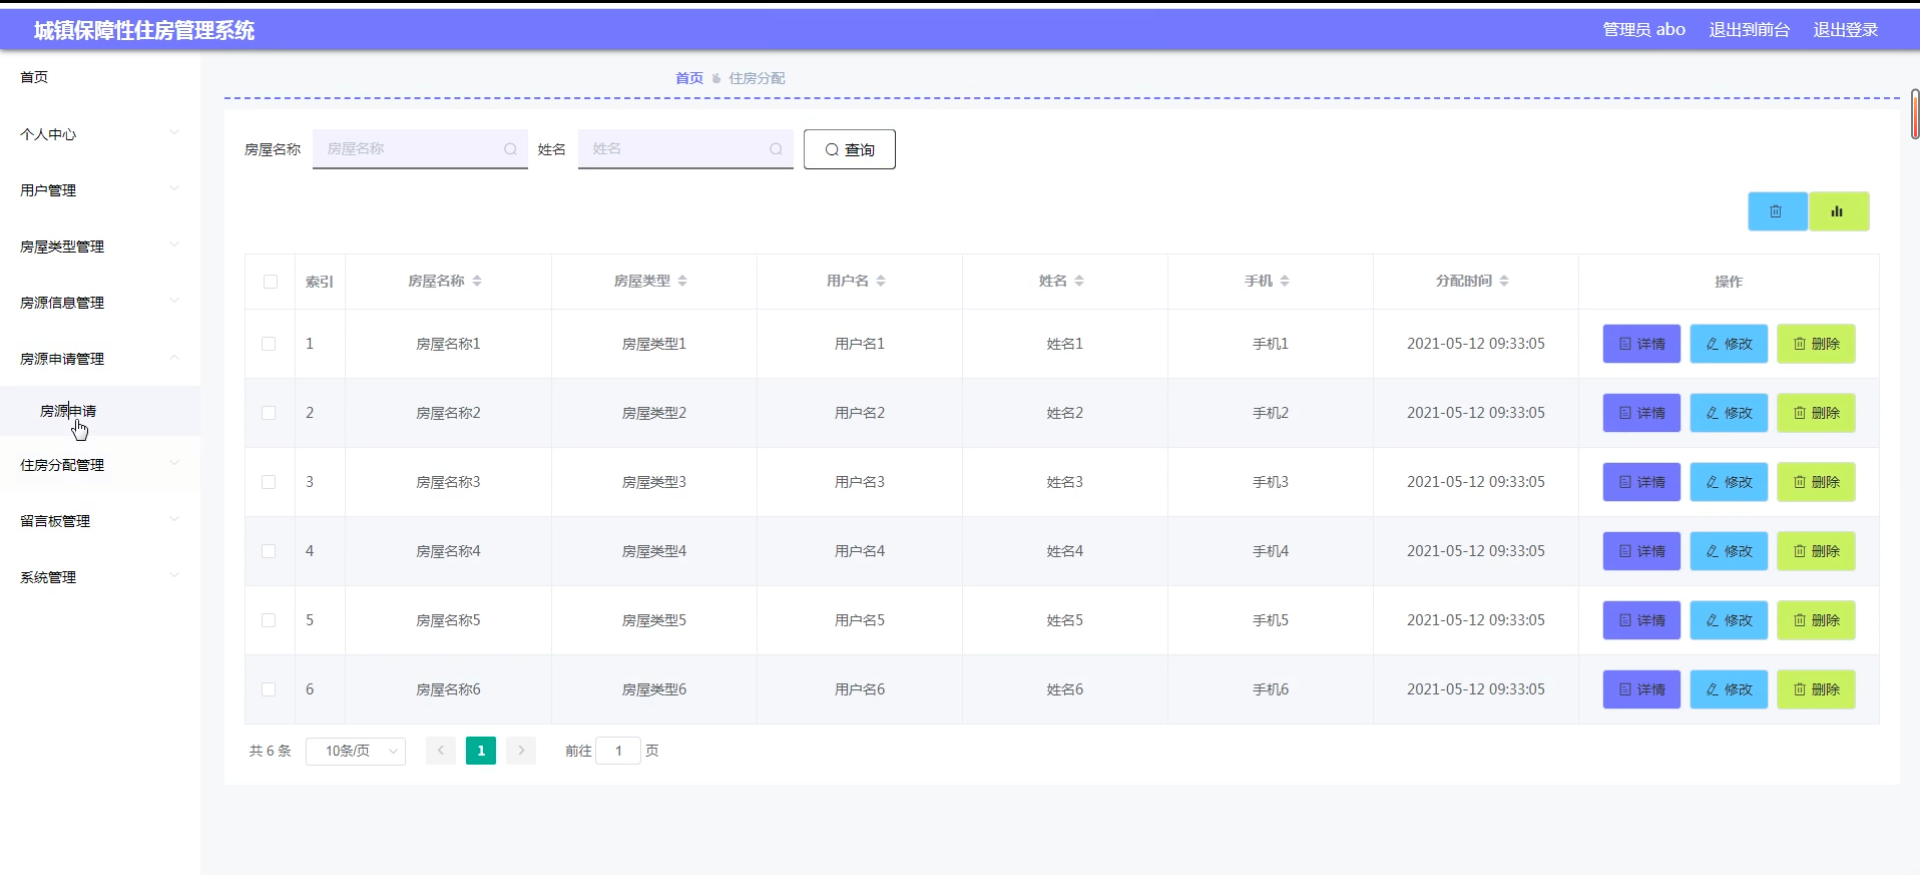 城镇保障性住房管理系统
管理员 abo 退出到前台 退出登录
首页
个人中心
用户管理
房屋类型管理
房源信息管理
房源申请管理
房源申请
住房分配管理
留言板管理
系统管理
首页 住房分配
房屋名称 房屋名称 姓名 姓名 查询
索引 房屋名称 房屋类型 用户名 姓名 手机 分配时间 操作
1 房屋名称1 房屋类型1 用户名1 姓名1 手机1 2021-05-12 09:33:05 详情 修改 删除
2 房屋名称2 房屋类型2 用户名2 姓名2 手机2 2021-05-12 09:33:05 详情 修改 删除
3 房屋名称3 房屋类型3 用户名3 姓名3 手机3 2021-05-12 09:33:05 详情 修改 删除
4 房屋名称4 房屋类型4 用户名4 姓名4 手机4 2021-05-12 09:33:05 详情 修改 删除
5 房屋名称5 房屋类型5 用户名5 姓名5 手机5 2021-05-12 09:33:05 详情 修改 删除
6 房屋名称6 房屋类型6 用户名6 姓名6 手机6 2021-05-12 09:33:05 详情 修改 删除
共 6 条 10条/页 1 前往 1 页